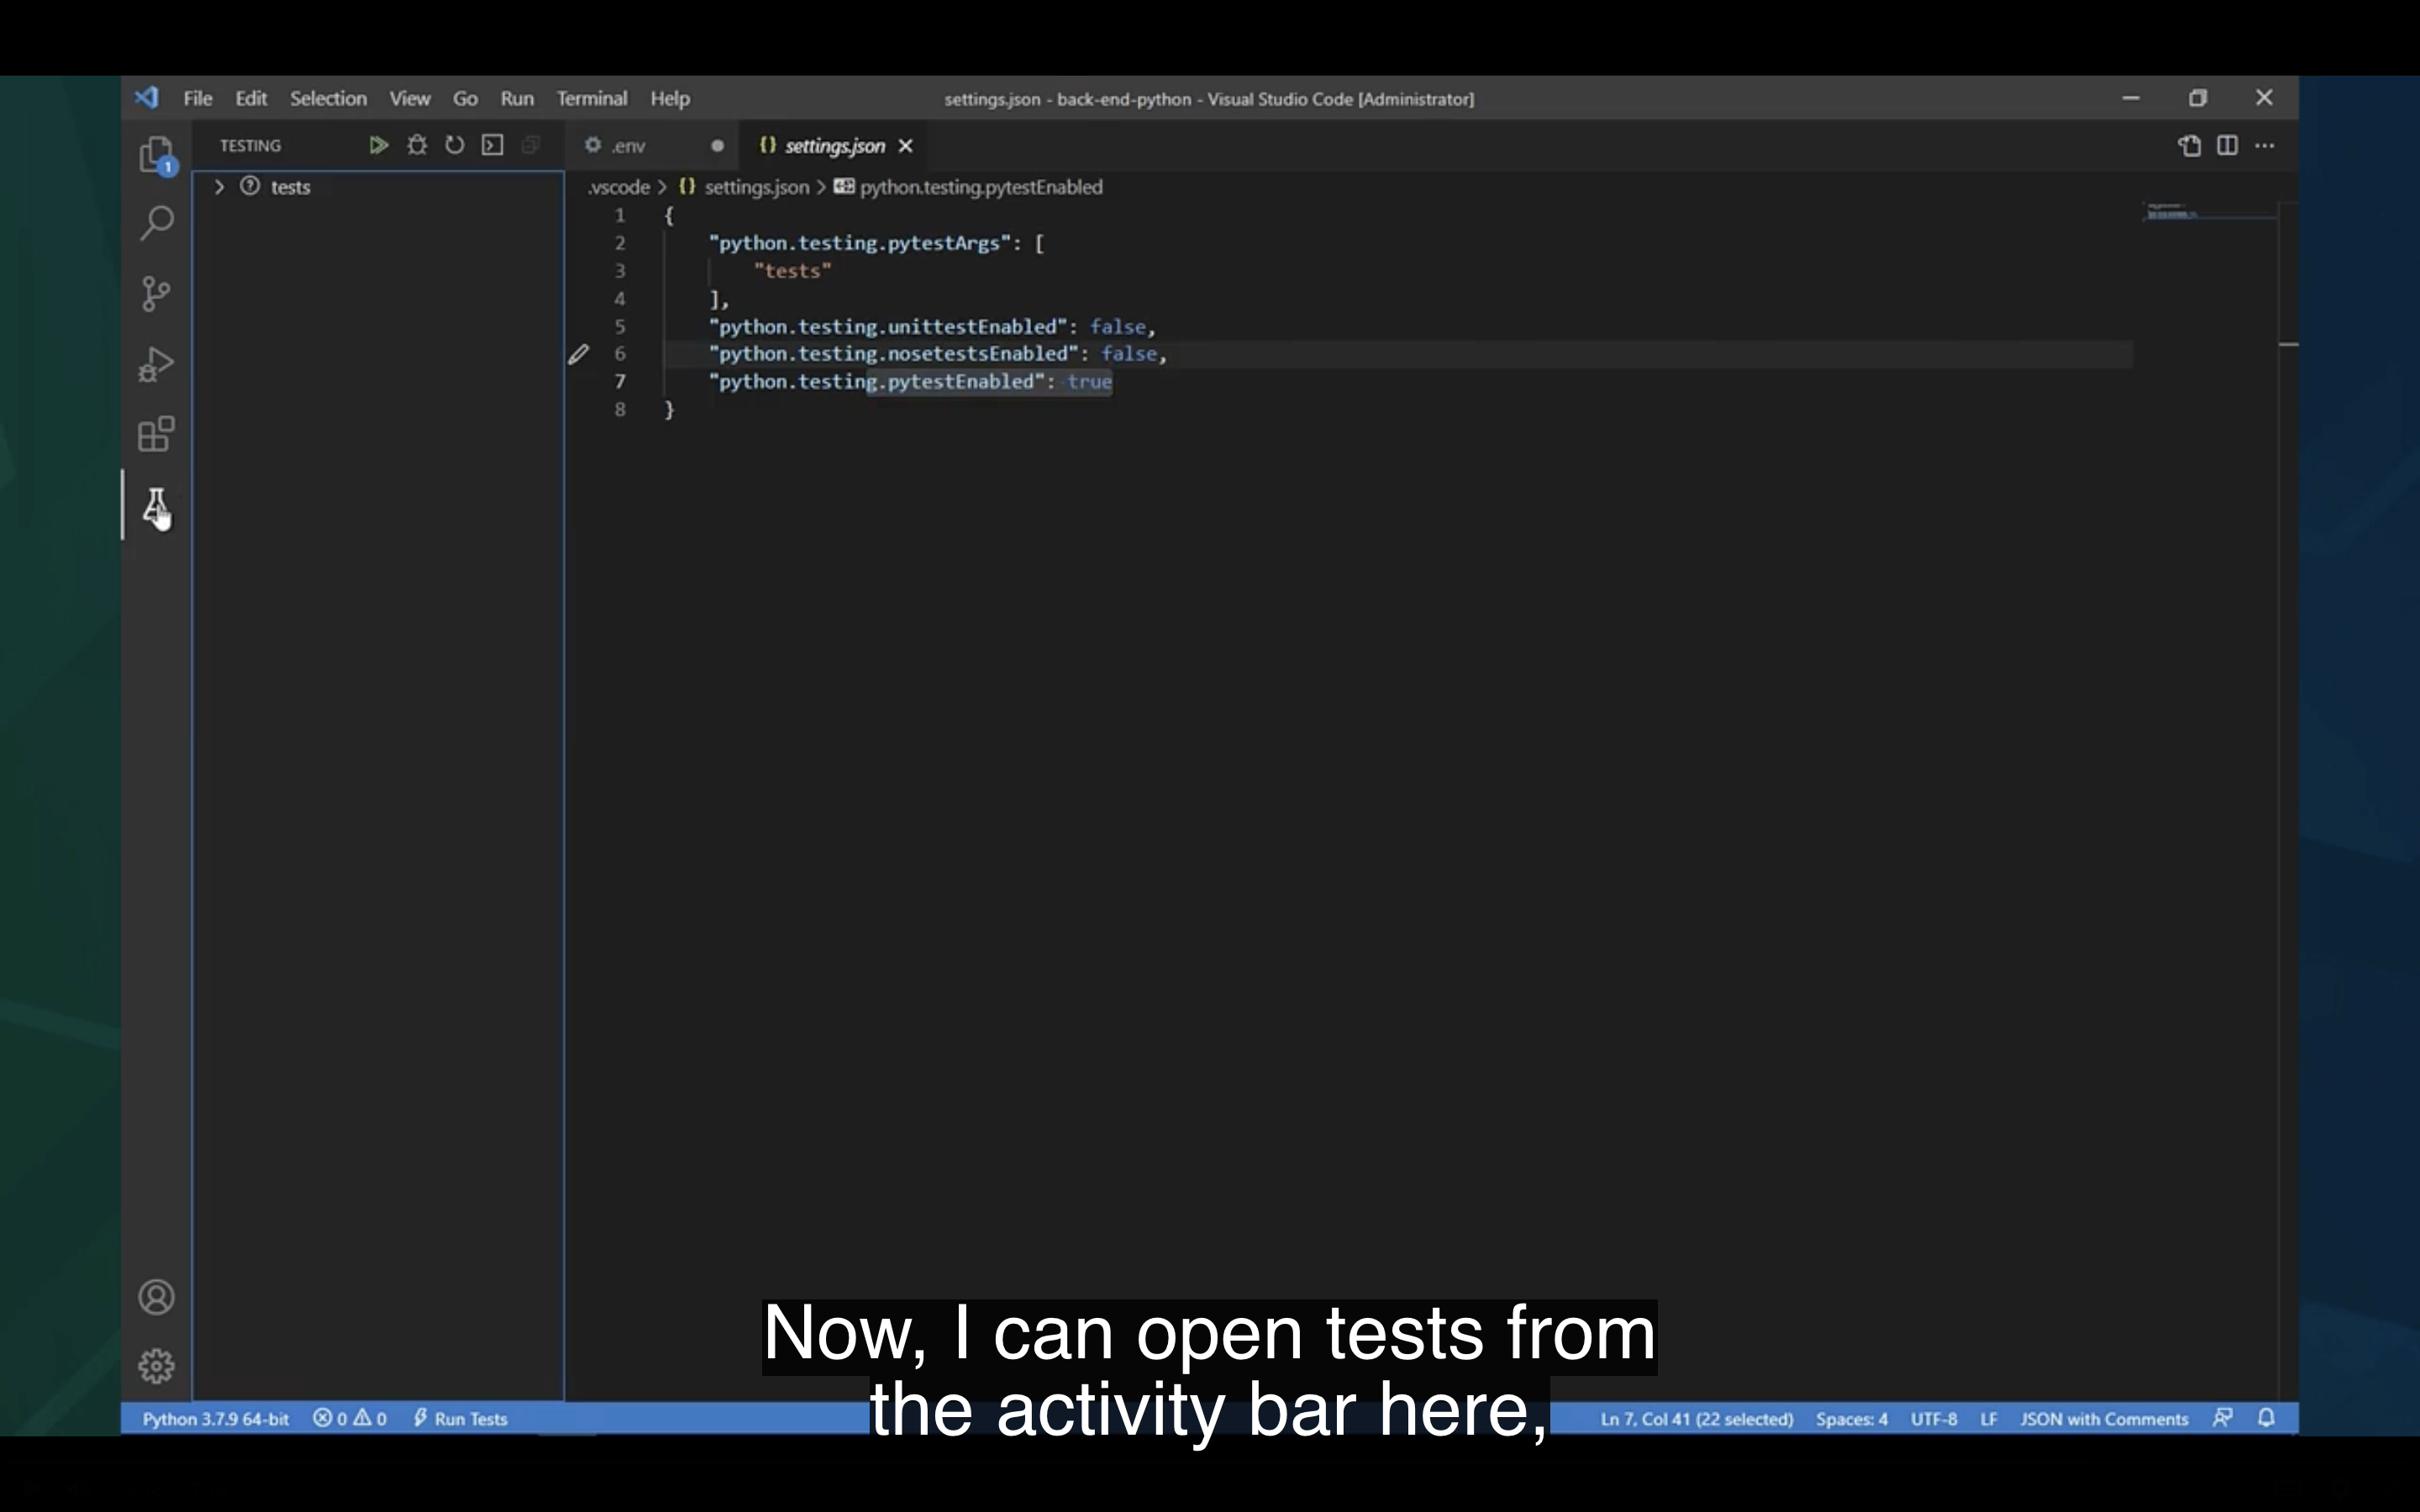 File Edit Selection View Go Run Terminal Help
settings.json - back-end-python - Visual Studio Code [Administrator]
1
TESTING
.env
{} settings.json
tests
.vscode > {} settings.json > python.testing.pytestEnabled
1 {
2 "python.testing.pytestArgs": [
3 "tests"
4 ],
5 "python.testing.unittestEnabled": false,
6 "python.testing.nosetestsEnabled": false,
7 "python.testing.pytestEnabled": true
8 }
Now, I can open tests from
the activity bar here,
Python 3.7.9 64-bit 0 0 Run Tests
Ln 7, Col 41 (22 selected) Spaces: 4 UTF-8 LF JSON with Comments